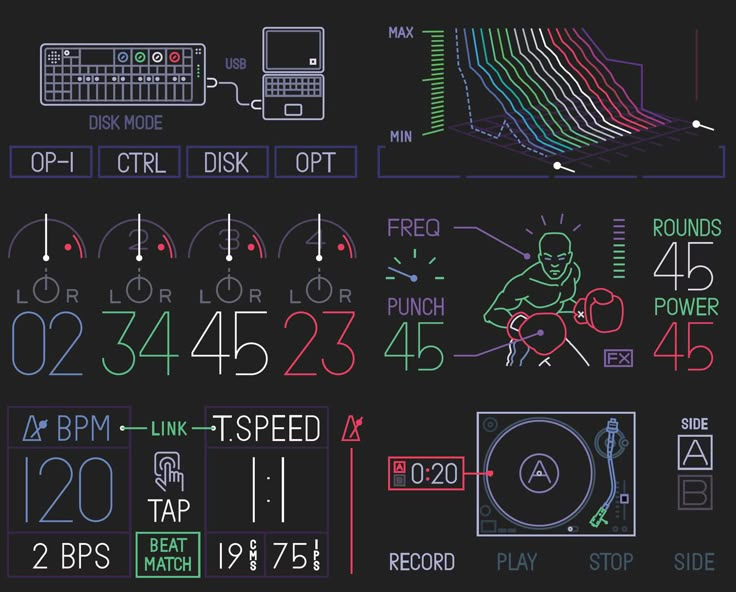 USB
DISK MODE
OP-1 CTRL DISK OPT
MAX
MIN
2 3 4
L R L R L R L R
02 34 45 23
FREQ
PUNCH
45
ROUNDS
45
POWER
45
FX
BPM LINK T.SPEED
120
TAP
1:1
2 BPS
BEAT
MATCH
19 CMS 75 IPS
A
B
0:20
A
SIDE
A
B
RECORD PLAY STOP SIDE